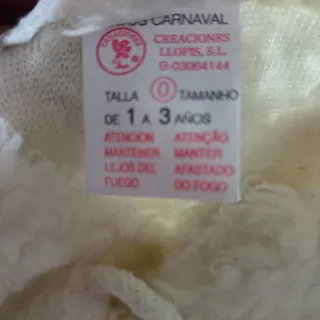 CARNAVAL
CREACIONES
CREACIONES
LLOPIS, S.L.
B-03064144
TALLA 0 TAMANHO
DE 1 A 3 AÑOS
ATENCION ATENÇÃO
MANTENER MANTER
LEJOS DEL AFASTADO
FUEGO DO FOGO